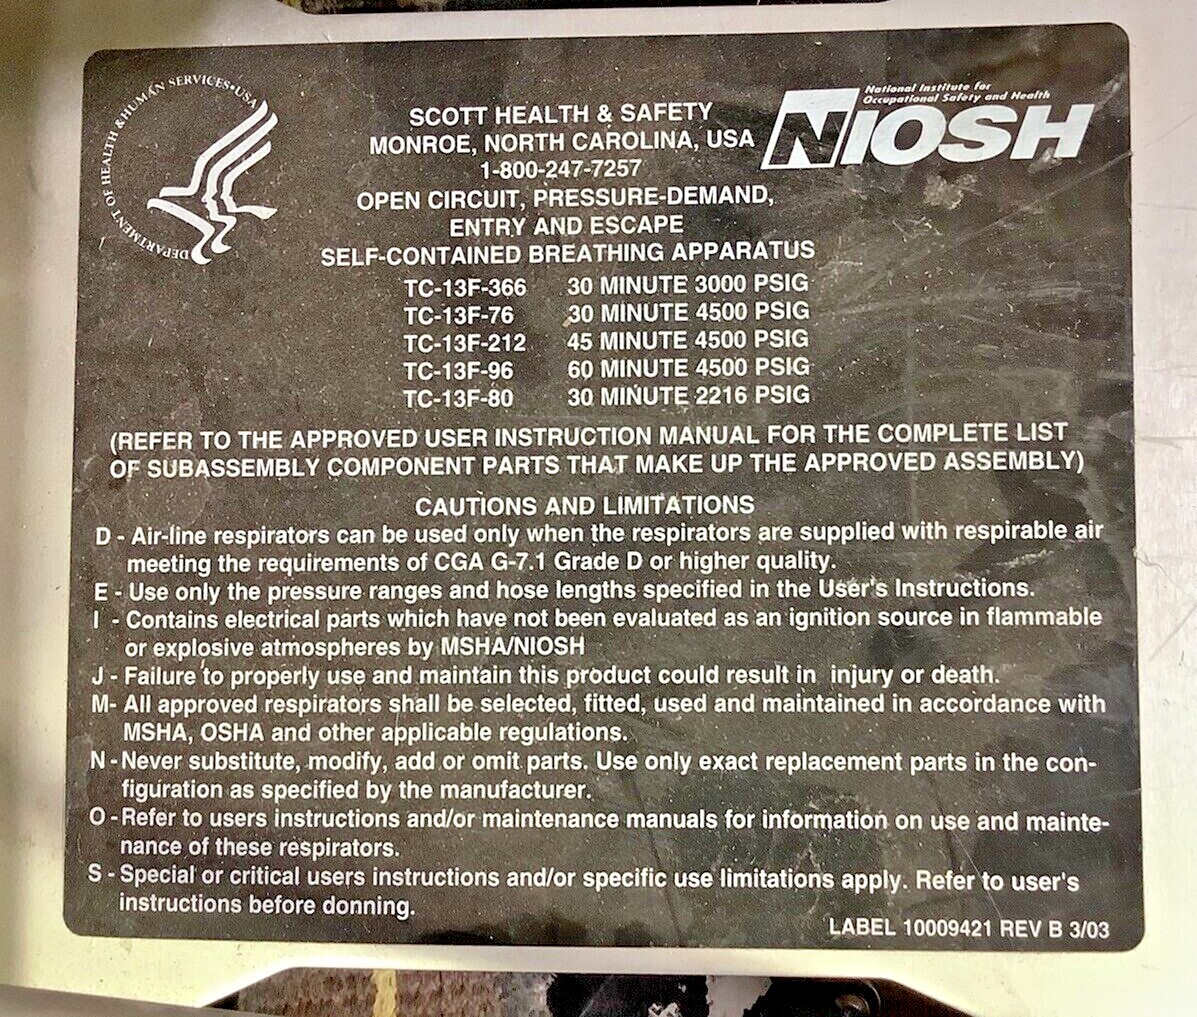 DEPARTMENT OF HEALTH & HUMAN SERVICES • USA
National Institute for
Occupational Safety and Health
NIOSH
SCOTT HEALTH & SAFETY
MONROE, NORTH CAROLINA, USA
1-800-247-7257
OPEN CIRCUIT, PRESSURE-DEMAND,
ENTRY AND ESCAPE
SELF-CONTAINED BREATHING APPARATUS
TC-13F-366 30 MINUTE 3000 PSIG
TC-13F-76 30 MINUTE 4500 PSIG
TC-13F-212 45 MINUTE 4500 PSIG
TC-13F-96 60 MINUTE 4500 PSIG
TC-13F-80 30 MINUTE 2216 PSIG
(REFER TO THE APPROVED USER INSTRUCTION MANUAL FOR THE COMPLETE LIST
OF SUBASSEMBLY COMPONENT PARTS THAT MAKE UP THE APPROVED ASSEMBLY)
CAUTIONS AND LIMITATIONS
D - Air-line respirators can be used only when the respirators are supplied with respirable air
meeting the requirements of CGA G-7.1 Grade D or higher quality.
E - Use only the pressure ranges and hose lengths specified in the User's Instructions.
I - Contains electrical parts which have not been evaluated as an ignition source in flammable
or explosive atmospheres by MSHA/NIOSH
J - Failure to properly use and maintain this product could result in injury or death.
M- All approved respirators shall be selected, fitted, used and maintained in accordance with
MSHA, OSHA and other applicable regulations.
N - Never substitute, modify, add or omit parts. Use only exact replacement parts in the con-
figuration as specified by the manufacturer.
O - Refer to users instructions and/or maintenance manuals for information on use and mainte-
nance of these respirators.
S - Special or critical users instructions and/or specific use limitations apply. Refer to user's
instructions before donning.
LABEL 10009421 REV B 3/03